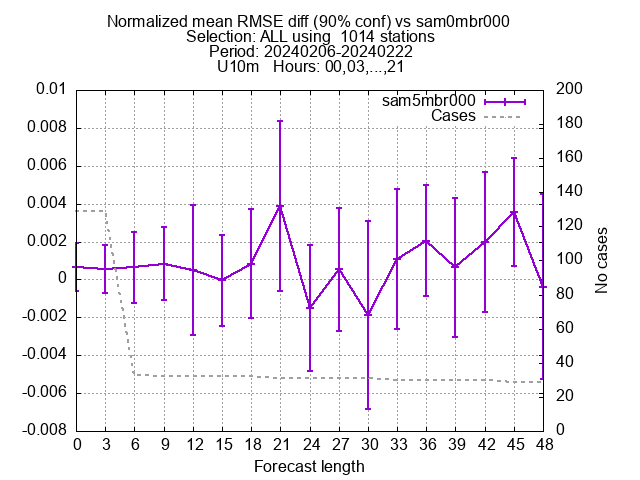 Normalized mean RMSE diff (90% conf) vs sam0mbr000
Selection: ALL using  1014 stations
Period: 20240206-20240222
U10m   Hours: 00,03,...,21
sam5mbr000
Cases
0.01
0.008
0.006
0.004
0.002
0
-0.002
-0.004
-0.006
-0.008
200
180
160
140
120
100
80
60
40
20
0
No cases
0 3 6 9 12 15 18 21 24 27 30 33 36 39 42 45 48
Forecast length